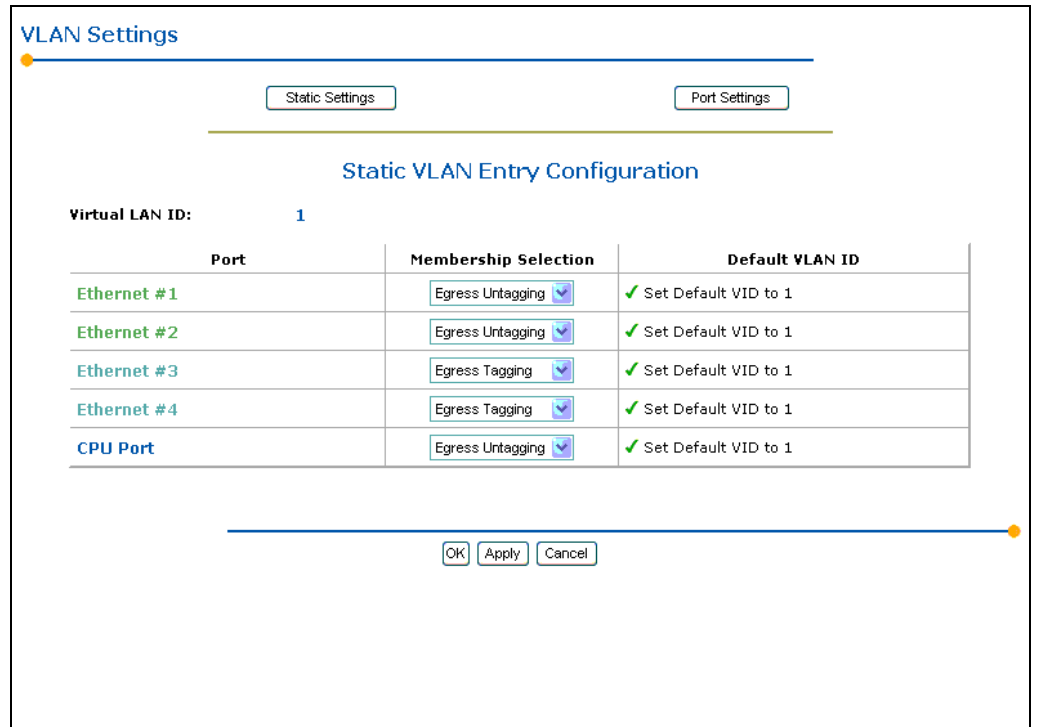 VLAN Settings
Static Settings Port Settings
Static VLAN Entry Configuration
Virtual LAN ID: 1
Port Membership Selection Default VLAN ID
Ethernet #1 Egress Untagging Set Default VID to 1
Ethernet #2 Egress Untagging Set Default VID to 1
Ethernet #3 Egress Tagging Set Default VID to 1
Ethernet #4 Egress Tagging Set Default VID to 1
CPU Port Egress Untagging Set Default VID to 1
OK Apply Cancel